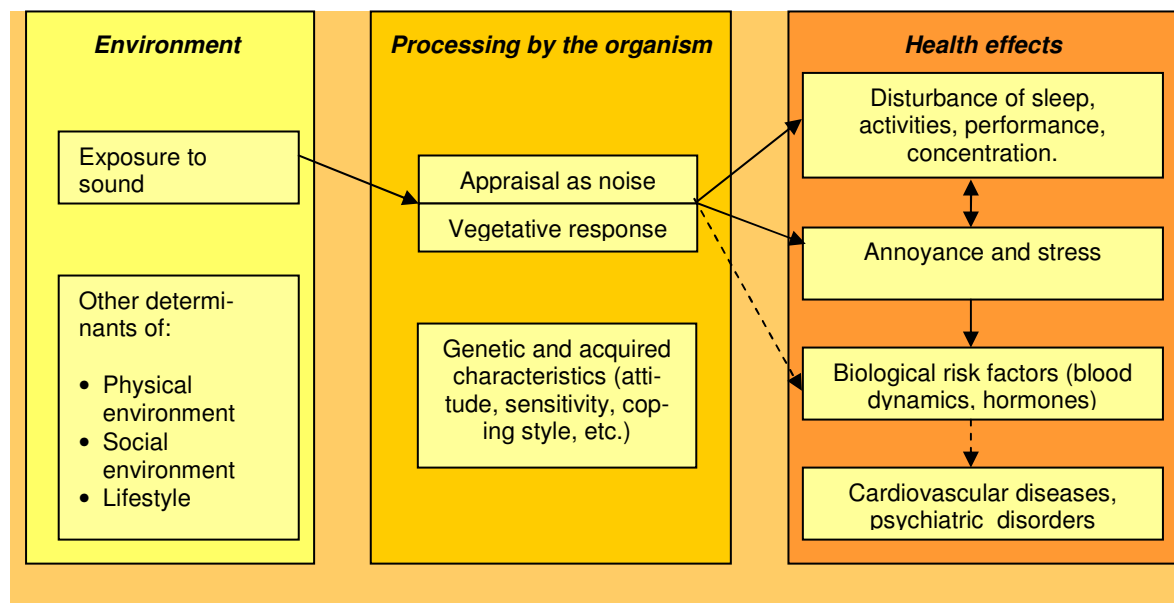 Environment
Exposure to
sound
Other determi-
nants of:
• Physical
environment
• Social
environment
• Lifestyle
Processing by the organism
Appraisal as noise
Vegetative response
Genetic and acquired
characteristics (atti-
tude, sensitivity, cop-
ing style, etc.)
Health effects
Disturbance of sleep,
activities, performance,
concentration.
Annoyance and stress
Biological risk factors (blood
dynamics, hormones)
Cardiovascular diseases,
psychiatric disorders